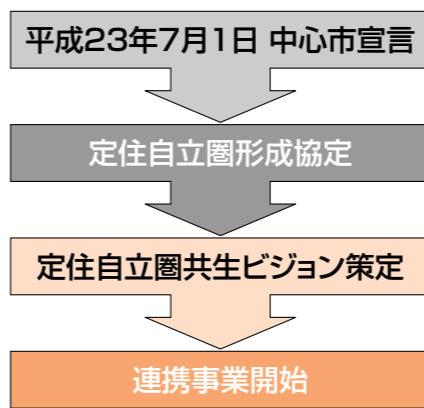 平成23年7月1日 中心市宣言
定住自立圏形成協定
定住自立圏共生ビジョン策定
連携事業開始